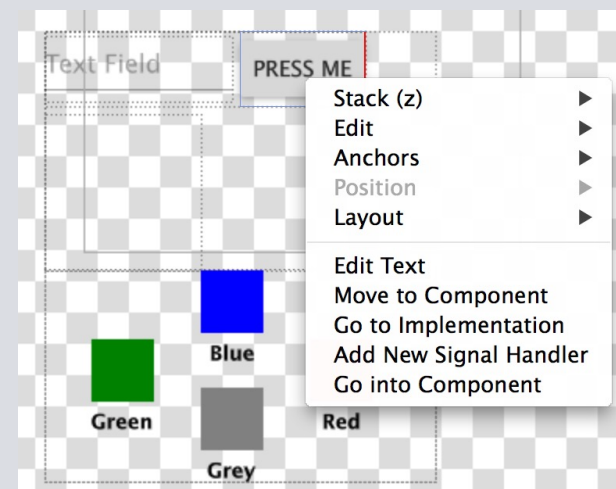 Text Field
PRESS ME
Stack (z)
Edit
Anchors
Position
Layout
Edit Text
Move to Component
Go to Implementation
Add New Signal Handler
Go into Component
Blue
Green
Red
Grey